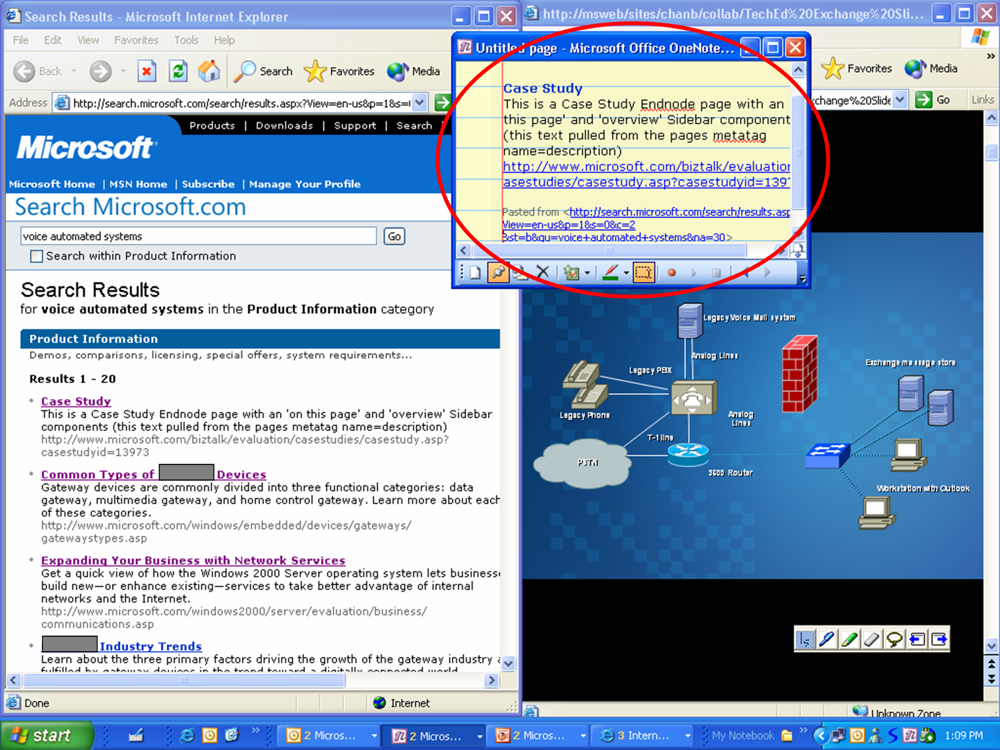 Search Results - Microsoft Internet Explorer
File Edit View Favorites Tools Help
Back Search Favorites Media
Address http://search.microsoft.com/search/results.aspx?View=en-us&p=1&s=
Products | Downloads | Support | Search |
Microsoft
Microsoft Home | MSN Home | Subscribe | Manage Your Profile
Search Microsoft.com
voice automated systems Go
Search within Product Information
Search Results
for voice automated systems in the Product Information category
Product Information
Demos, comparisons, licensing, special offers, system requirements...
Results 1 - 20
Case Study
This is a Case Study Endnode page with an 'on this page' and 'overview' Sidebar
components (this text pulled from the pages metatag name=description)
http://www.microsoft.com/biztalk/evaluation/casestudies/casestudy.asp?
casestudyid=13973
Common Types of Devices
Gateway devices are commonly divided into three functional categories: data
gateway, multimedia gateway, and home control gateway. Learn more about each
of these categories.
http://www.microsoft.com/windows/embedded/devices/gateways/
gatewaystypes.asp
Expanding Your Business with Network Services
Get a quick view of how the Windows 2000 Server operating system lets business
build new—or enhance existing—services to take better advantage of internal
networks and the Internet.
http://www.microsoft.com/windows2000/server/evaluation/business/
communications.asp
Industry Trends
Learn about the three primary factors driving the growth of the gateway industry
fulfilled by gateway devices in the trend toward a digitally connected world.
Done Internet
http://msweb/sites/chanb/collab/TechEd%20Exchange%20Sli...
Favorites Media »
xchange%20Slide Go Links
Untitled page - Microsoft Office OneNote...
Case Study
This is a Case Study Endnode page with an
this page' and 'overview' Sidebar component
(this text pulled from the pages metatag
name=description)
http://www.microsoft.com/biztalk/evaluation
asestudies/casestudy.asp?casestudyid=1397
Pasted from <http://search.microsoft.com/search/results.asp
View=en-us&p=1&s=0&c=2
&st=b&qu=voice+automated+systems&na=30>
Legacy Voice Mail system
Analog Lines
Legacy PBX
Exchange message store
Legacy Phone
Analog
Lines
T-1 line
PSTN
3600 Router
Workstation with Outlook
Unknown Zone
start » 2 Micros... 2 Micros... 2 Micros... 3 Intern... My Notebook » 1:09 PM